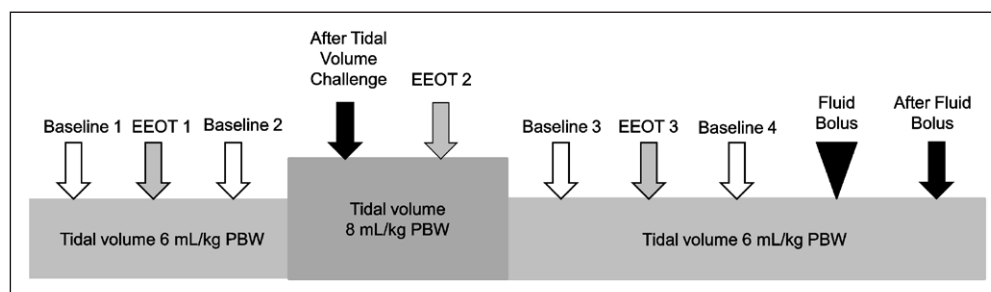 After Tidal
Volume
Challenge
EEOT 2
Baseline 1
EEOT 1
Baseline 2
Baseline 3
EEOT 3
Baseline 4
Fluid
Bolus
After Fluid
Bolus
Tidal volume 6 mL/kg PBW
Tidal volume
8 mL/kg PBW
Tidal volume 6 mL/kg PBW